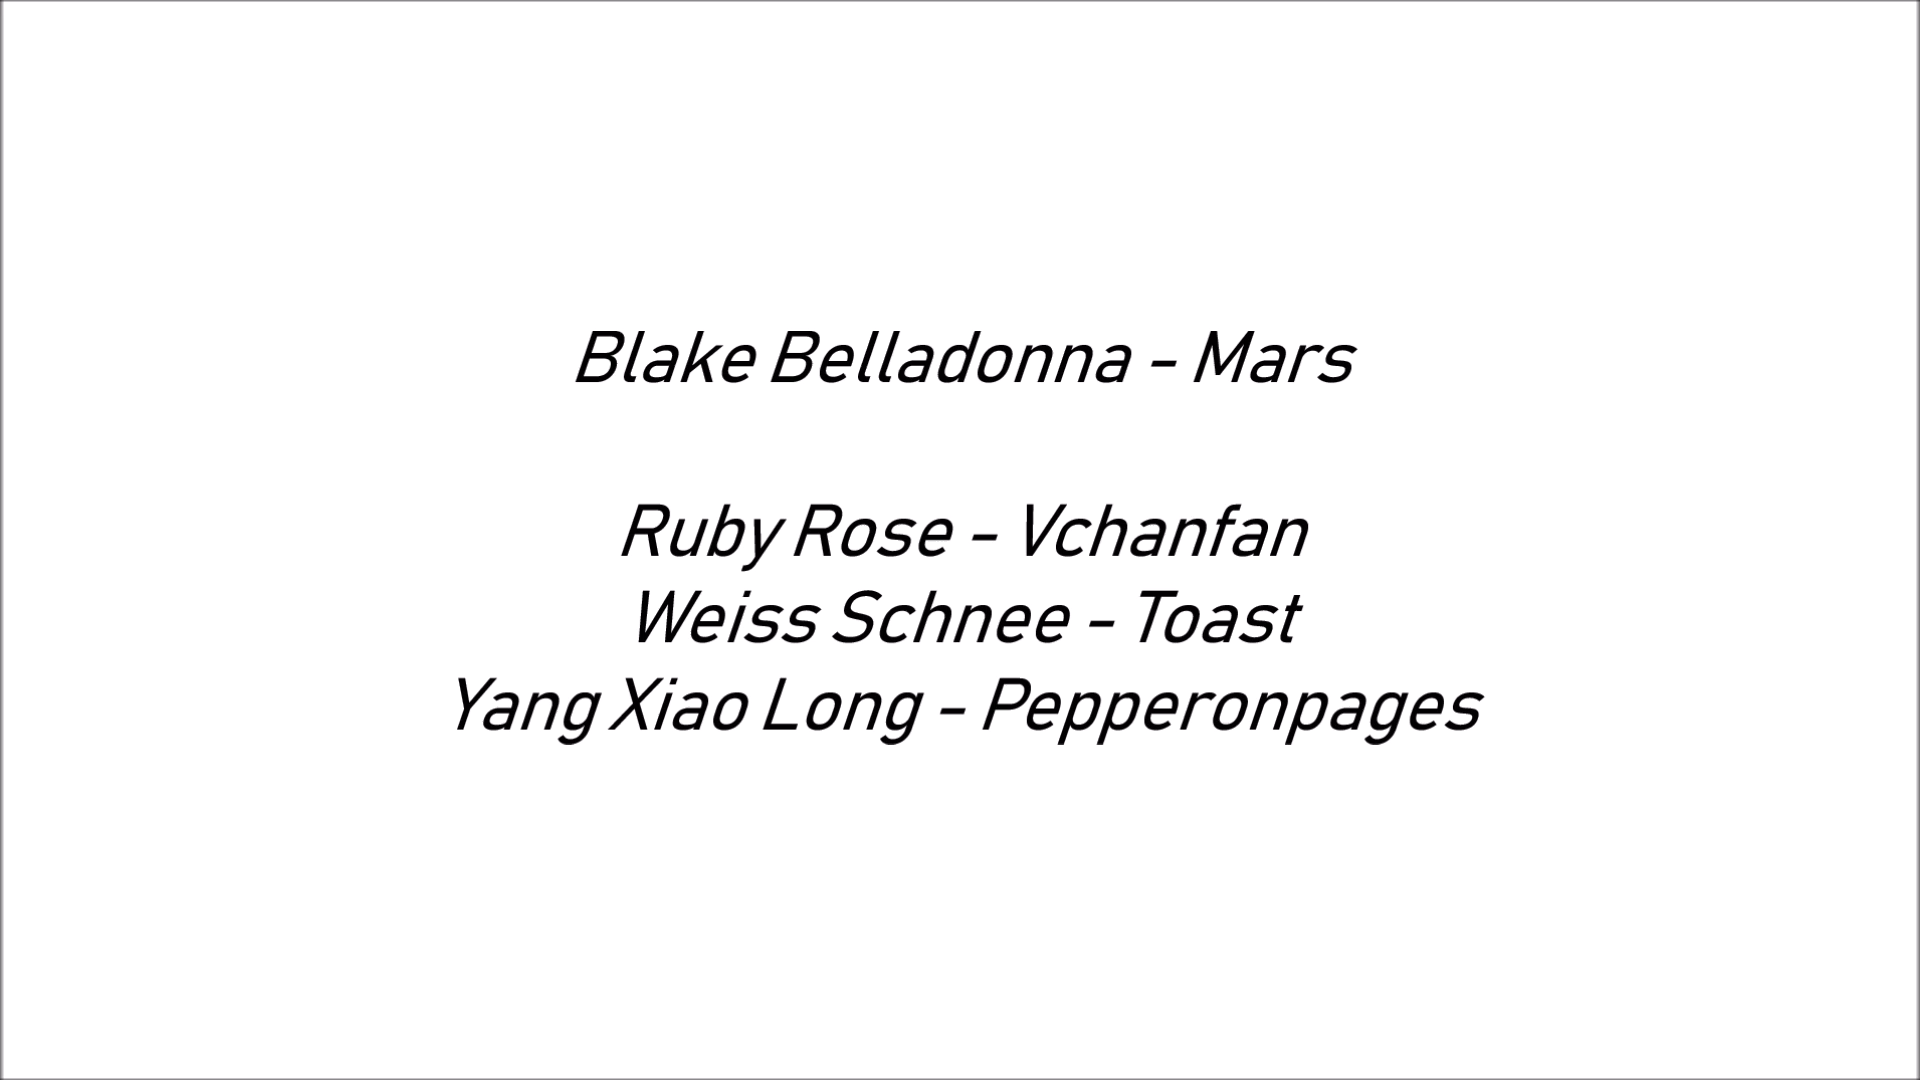 Blake Belladonna - Mars
Ruby Rose - Vchanfan
Weiss Schnee - Toast
Yang Xiao Long - Pepperonpages